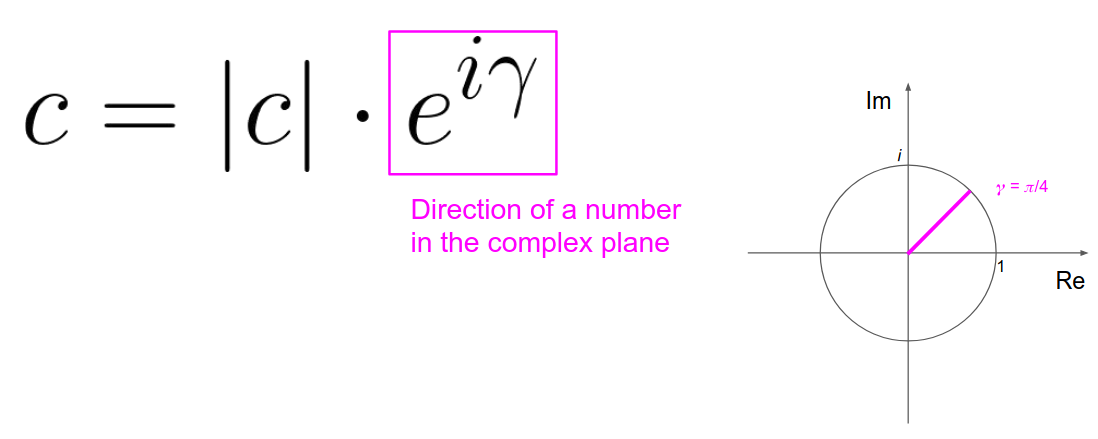 c = |c| · e^{iγ}
Direction of a number
in the complex plane
Im
i
γ = π/4
1
Re